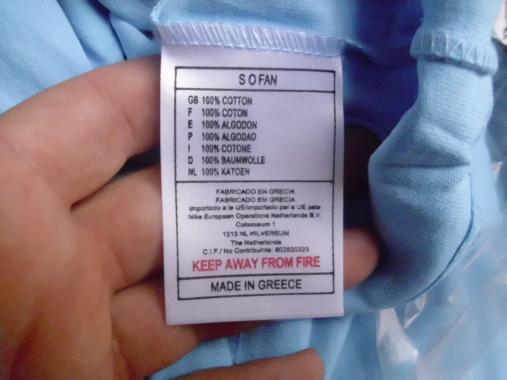 S O FAN
GB 100% COTTON
F 100% COTON
E 100% ALGODON
P 100% ALGODAO
I 100% COTONE
D 100% BAUMWOLLE
NL 100% KATOEN
FABRICADO EN GRECIA
FABRICADO EM GRECIA
Importado a la UE/Importado par a UE pela
Nike European Operations Netherlands B.V.
Colosseum 1
1213 NL HILVERSUM
The Netherlands
C.I.F./ No Contribuinte: 802820323
KEEP AWAY FROM FIRE
MADE IN GREECE